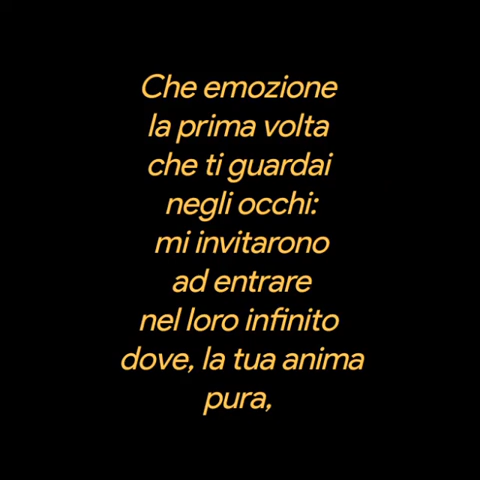 Che emozione
la prima volta
che ti guardai
negli occhi:
mi invitarono
ad entrare
nel loro infinito
dove, la tua anima
pura,